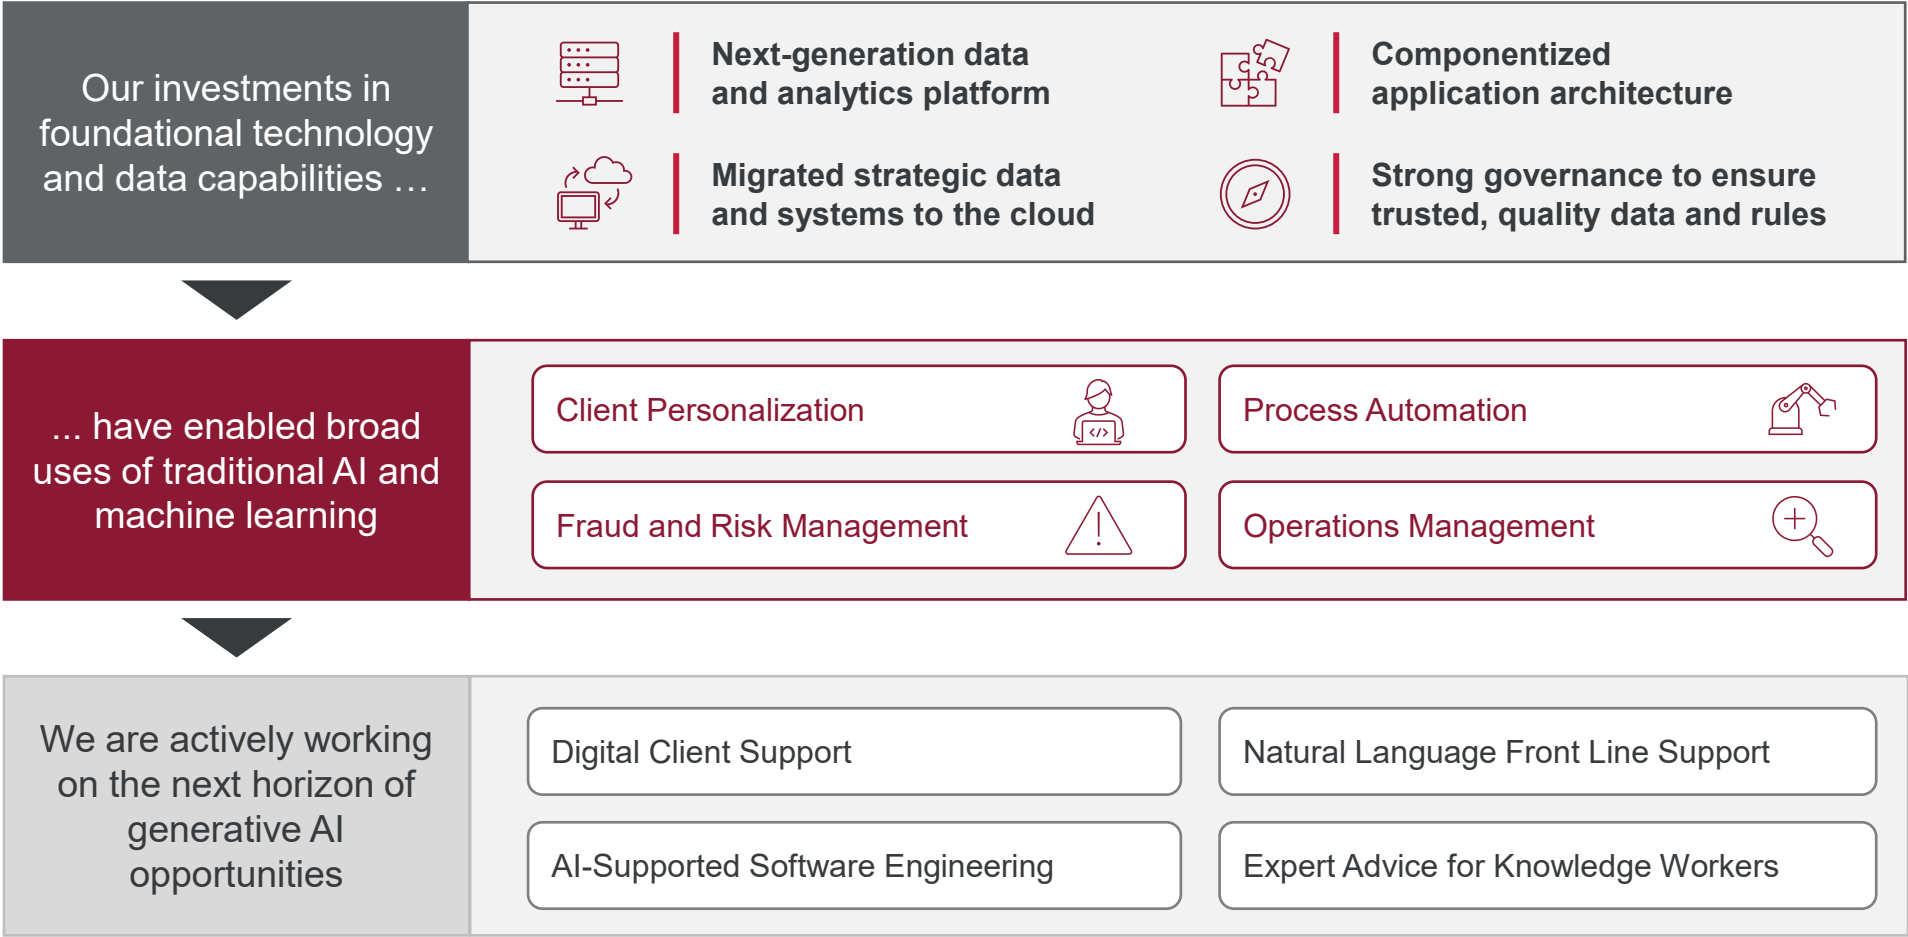 Our investments in
foundational technology
and data capabilities …
Next-generation data
and analytics platform
Componentized
application architecture
Migrated strategic data
and systems to the cloud
Strong governance to ensure
trusted, quality data and rules
... have enabled broad
uses of traditional AI and
machine learning
Client Personalization
</>
Process Automation
Fraud and Risk Management
Operations Management
We are actively working
on the next horizon of
generative AI
opportunities
Digital Client Support
Natural Language Front Line Support
AI-Supported Software Engineering
Expert Advice for Knowledge Workers